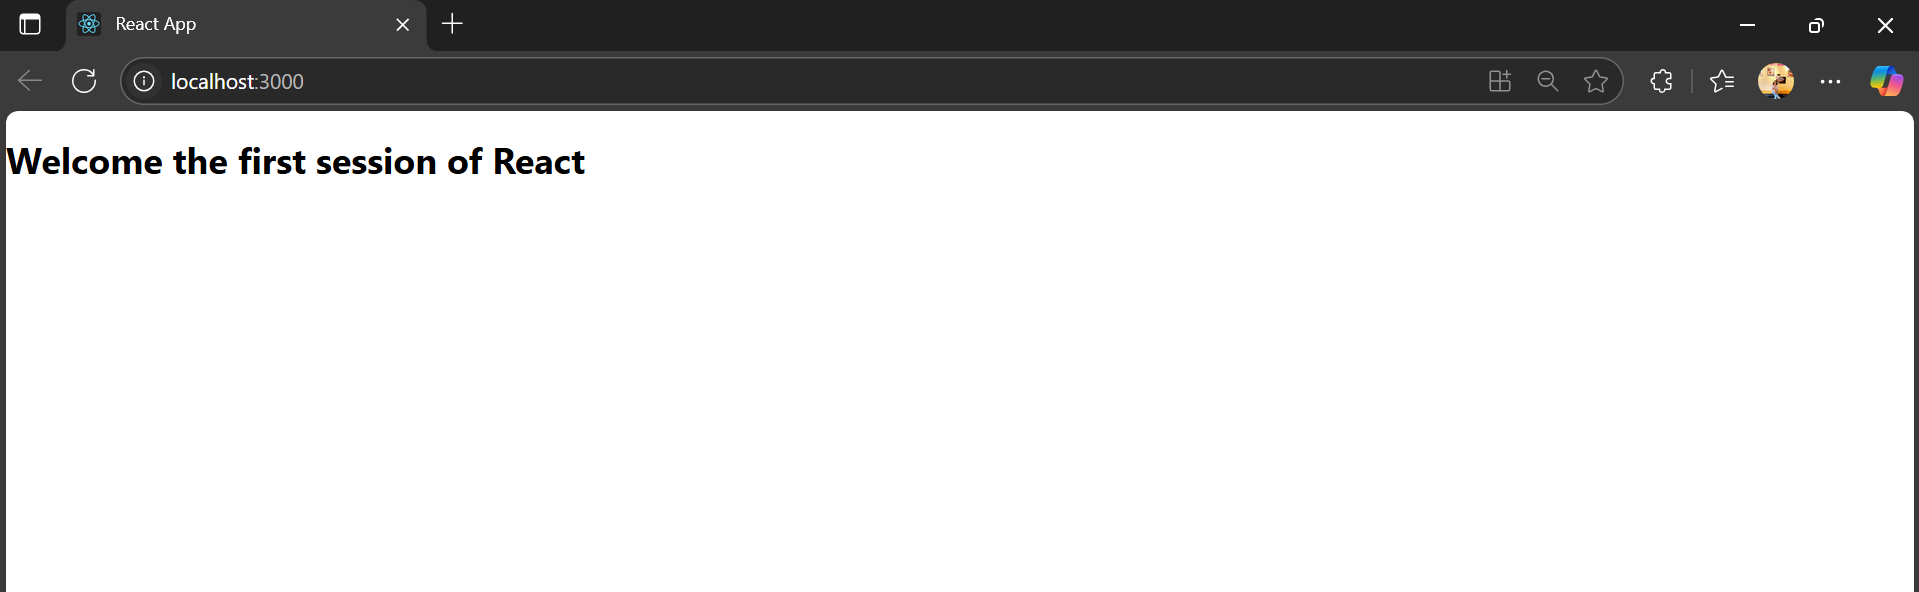 React App
localhost:3000
Welcome the first session of React